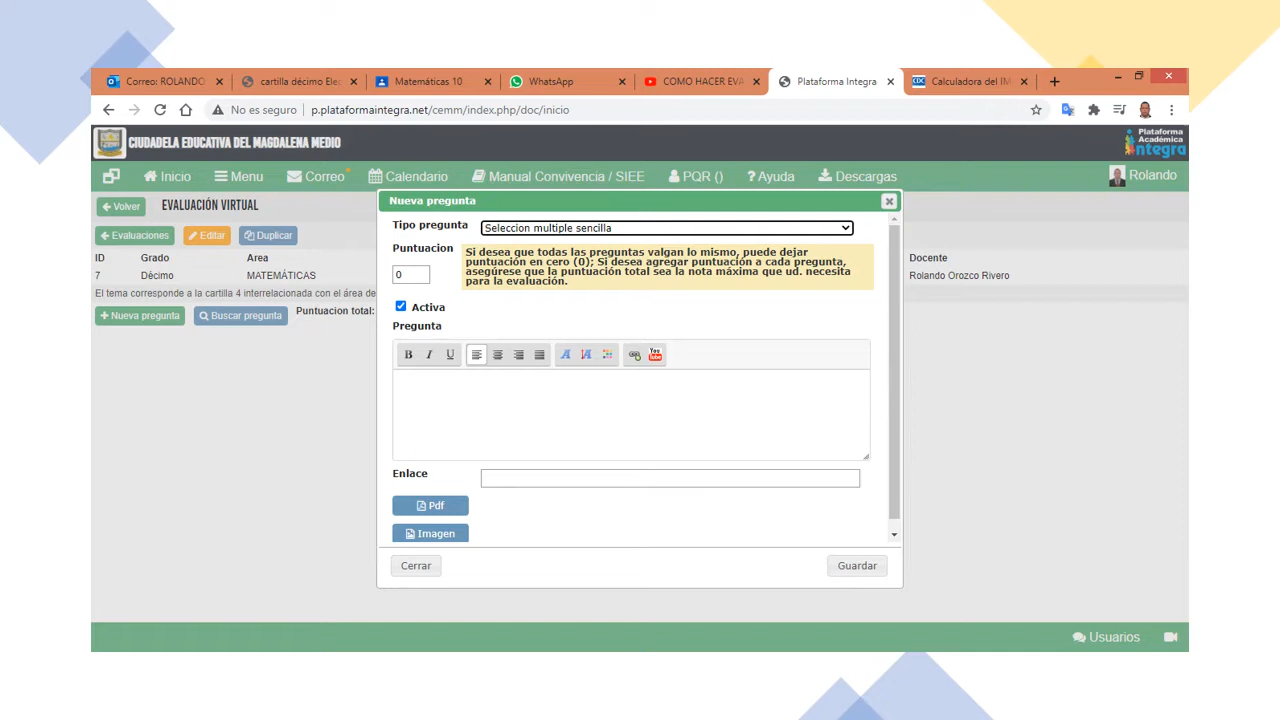 Correo: ROLANDO
cartilla décimo Elec
Matemáticas 10
WhatsApp
COMO HACER EVA
Plataforma Integra
Calculadora del IM
No es seguro | p.plataformaintegra.net/cemm/index.php/doc/inicio
CIUDADELA EDUCATIVA DEL MAGDALENA MEDIO
Plataforma
Académica
integra
Inicio
Menu
Correo
Calendario
Manual Convivencia / SIEE
PQR ()
? Ayuda
Descargas
Rolando
Volver
EVALUACIÓN VIRTUAL
Evaluaciones
Editar
Duplicar
ID Grado Area Docente
7 Décimo MATEMÁTICAS Rolando Orozco Rivero
El tema corresponde a la cartilla 4 interrelacionada con el área de
+ Nueva pregunta
Buscar pregunta
Puntuacion total:
Nueva pregunta
Tipo pregunta
Seleccion multiple sencilla
Puntuacion
0
Si desea que todas las preguntas valgan lo mismo, puede dejar
puntuación en cero (0); Si desea agregar puntuación a cada pregunta,
asegúrese que la puntuación total sea la nota máxima que ud. necesita
para la evaluación.
Activa
Pregunta
B I U
You
Tube
Enlace
Pdf
Imagen
Cerrar
Guardar
Usuarios